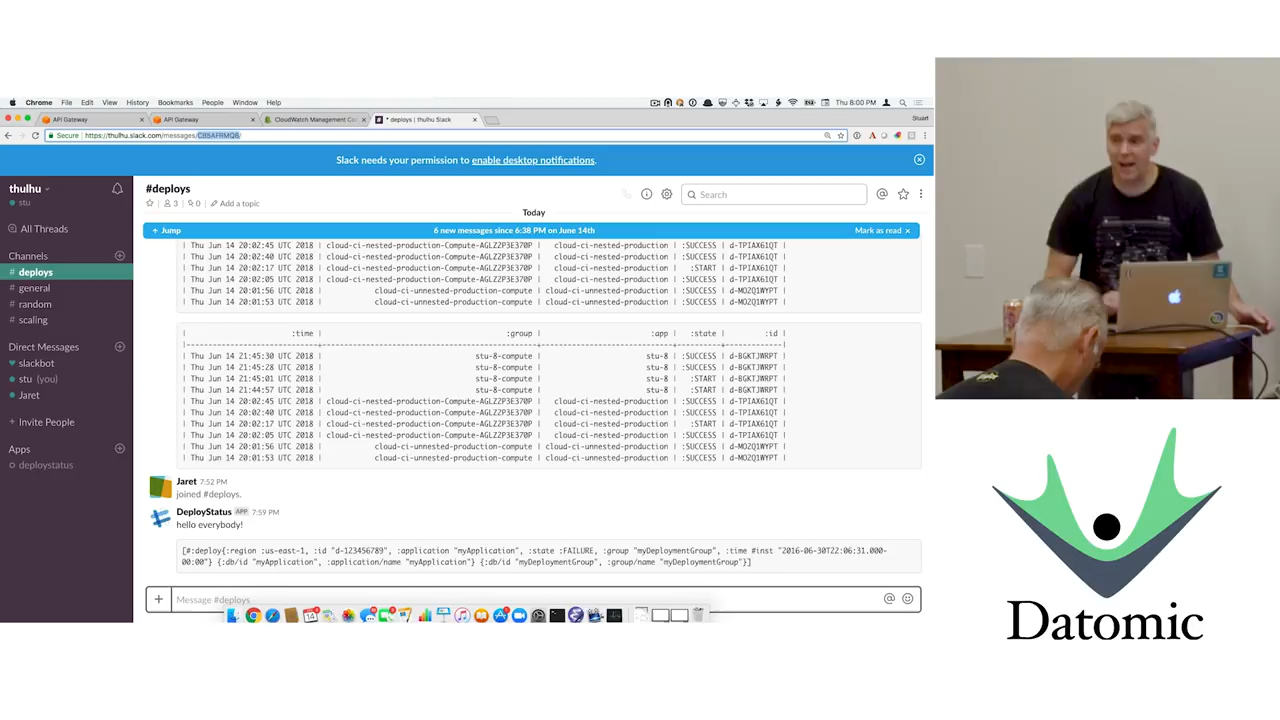 Chrome File Edit View History Bookmarks People Window Help Thu 8:00 PM
API Gateway API Gateway CloudWatch Management Co * deploys | thulhu Slack Stuart
Secure https://thulhu.slack.com/messages/CB5AFRMQ8/
Slack needs your permission to enable desktop notifications.
thulhu
stu
All Threads
Channels
# deploys
# general
# random
# scaling
Direct Messages
slackbot
stu (you)
Jaret
+ Invite People
Apps
deploystatus
#deploys
3 0 Add a topic
Search
Today
Jump 6 new messages since 6:38 PM on June 14th Mark as read
| Thu Jun 14 20:02:45 UTC 2018 | cloud-ci-nested-production-Compute-AGLZZP3E370P | cloud-ci-nested-production | :SUCCESS | d-TPIAX61QT |
| Thu Jun 14 20:02:40 UTC 2018 | cloud-ci-nested-production-Compute-AGLZZP3E370P | cloud-ci-nested-production | :SUCCESS | d-TPIAX61QT |
| Thu Jun 14 20:02:17 UTC 2018 | cloud-ci-nested-production-Compute-AGLZZP3E370P | cloud-ci-nested-production | :START | d-TPIAX61QT |
| Thu Jun 14 20:02:05 UTC 2018 | cloud-ci-nested-production-Compute-AGLZZP3E370P | cloud-ci-nested-production | :SUCCESS | d-TPIAX61QT |
| Thu Jun 14 20:01:56 UTC 2018 | cloud-ci-unnested-production-compute | cloud-ci-unnested-production | :SUCCESS | d-MOZQ1WYPT |
| Thu Jun 14 20:01:53 UTC 2018 | cloud-ci-unnested-production-compute | cloud-ci-unnested-production | :SUCCESS | d-MOZQ1WYPT |
| :time | :group | :app | :state | :id |
| Thu Jun 14 21:45:30 UTC 2018 | stu-8-compute | stu-8 | :SUCCESS | d-BGKTJWRPT |
| Thu Jun 14 21:45:28 UTC 2018 | stu-8-compute | stu-8 | :SUCCESS | d-BGKTJWRPT |
| Thu Jun 14 21:45:01 UTC 2018 | stu-8-compute | stu-8 | :START | d-BGKTJWRPT |
| Thu Jun 14 21:44:57 UTC 2018 | stu-8-compute | stu-8 | :START | d-BGKTJWRPT |
| Thu Jun 14 20:02:45 UTC 2018 | cloud-ci-nested-production-Compute-AGLZZP3E370P | cloud-ci-nested-production | :SUCCESS | d-TPIAX61QT |
| Thu Jun 14 20:02:40 UTC 2018 | cloud-ci-nested-production-Compute-AGLZZP3E370P | cloud-ci-nested-production | :SUCCESS | d-TPIAX61QT |
| Thu Jun 14 20:02:17 UTC 2018 | cloud-ci-nested-production-Compute-AGLZZP3E370P | cloud-ci-nested-production | :START | d-TPIAX61QT |
| Thu Jun 14 20:02:05 UTC 2018 | cloud-ci-nested-production-Compute-AGLZZP3E370P | cloud-ci-nested-production | :SUCCESS | d-TPIAX61QT |
| Thu Jun 14 20:01:56 UTC 2018 | cloud-ci-unnested-production-compute | cloud-ci-unnested-production | :SUCCESS | d-MOZQ1WYPT |
| Thu Jun 14 20:01:53 UTC 2018 | cloud-ci-unnested-production-compute | cloud-ci-unnested-production | :SUCCESS | d-MOZQ1WYPT |
Jaret 7:52 PM
joined #deploys.
DeployStatus APP 7:59 PM
hello everybody!
[#:deploy{:region :us-east-1, :id "d-123456789", :application "myApplication", :state :FAILURE, :group "myDeploymentGroup", :time #inst "2016-06-30T22:06:31.000-
00:00"} {:db/id "myApplication", :application/name "myApplication"} {:db/id "myDeploymentGroup", :group/name "myDeploymentGroup"}]
+ Message #deploys
Datomic